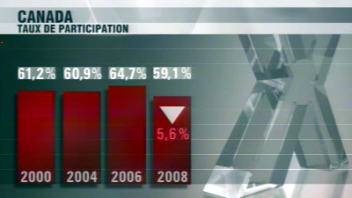 CANADA
TAUX DE PARTICIPATION
61,2% 60,9% 64,7% 59,1%
5,6%
2000 2004 2006 2008